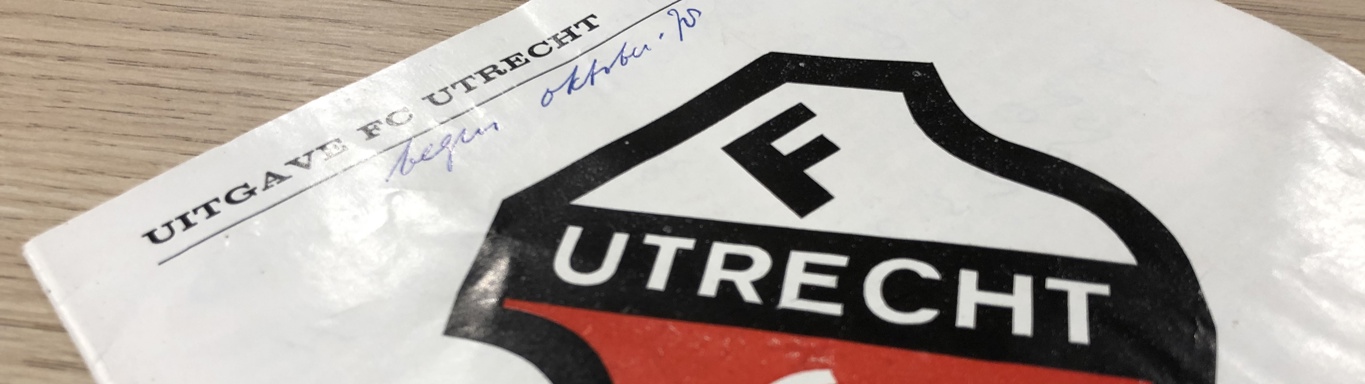 UITGAVE FC UTRECHT
begin oktober '70
F
UTRECHT